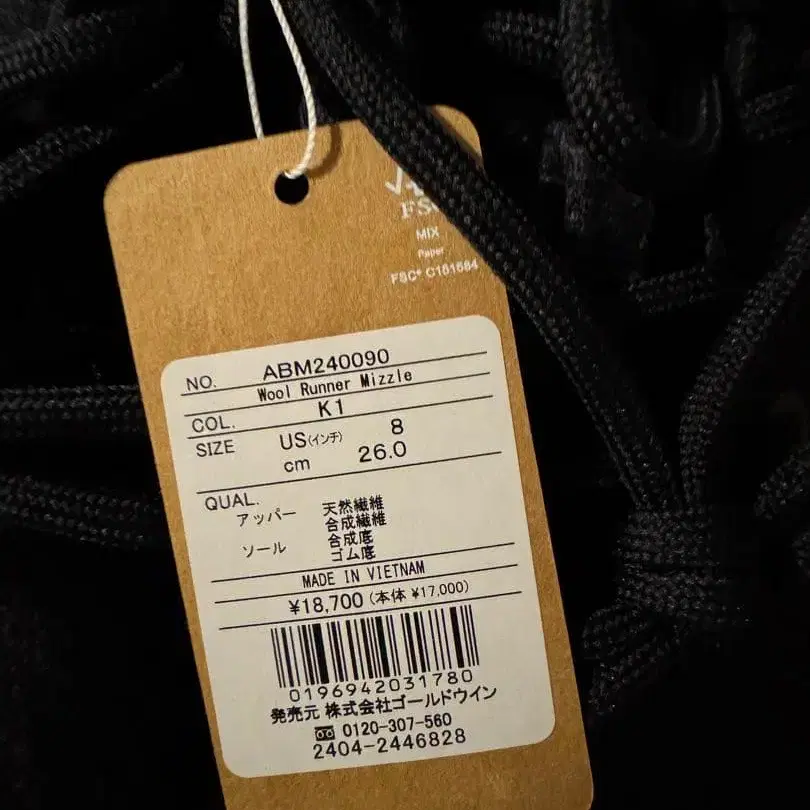 MIX
Paper
FSC® C161584
NO. ABM240090
Wool Runner Mizzle
COL. K1
SIZE US(インチ) 8
cm 26.0
QUAL.
アッパー 天然繊維
合成繊維
ソール 合成底
ゴム底
MADE IN VIETNAM
¥18,700 (本体 ¥17,000)
0196942031780
発売元 株式会社ゴールドウイン
0120-307-560
2404-2446828